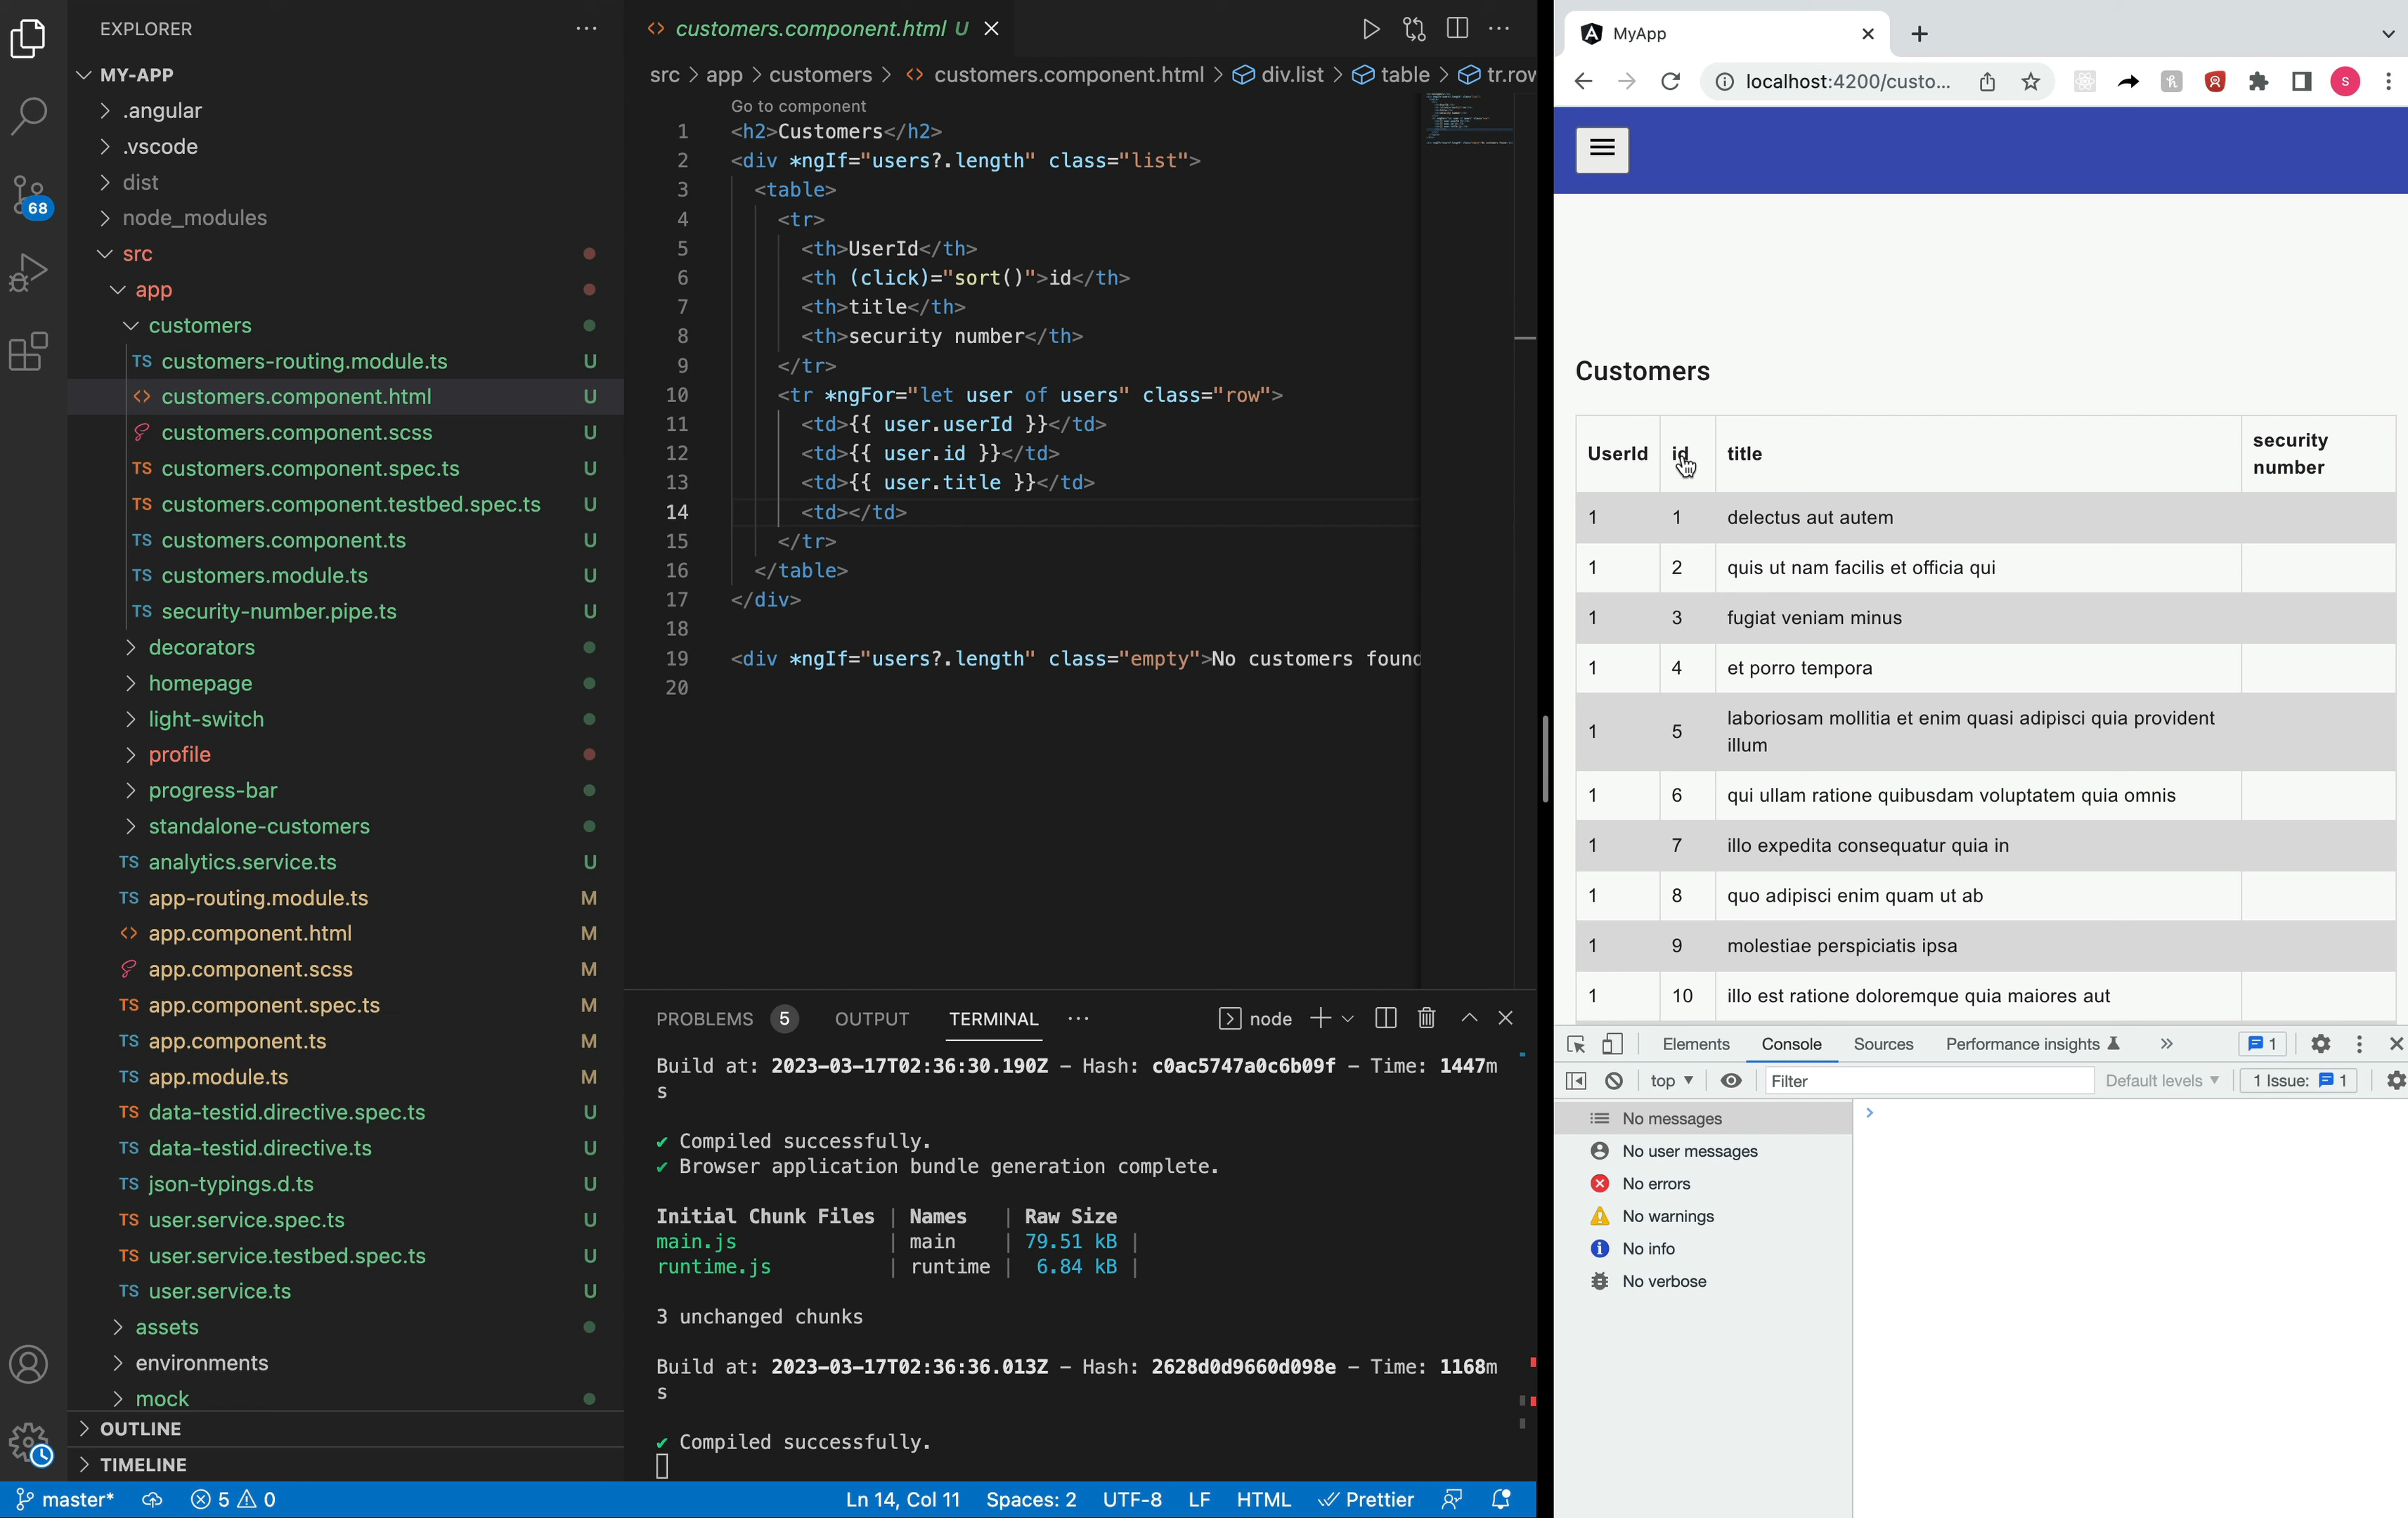 EXPLORER
MY-APP
.angular
.vscode
dist
node_modules
src
app
customers
TS customers-routing.module.ts U
<> customers.component.html U
customers.component.scss U
TS customers.component.spec.ts U
TS customers.component.testbed.spec.ts U
TS customers.component.ts U
TS customers.module.ts U
TS security-number.pipe.ts U
decorators
homepage
light-switch
profile
progress-bar
standalone-customers
TS analytics.service.ts U
TS app-routing.module.ts M
<> app.component.html M
app.component.scss M
TS app.component.spec.ts M
TS app.component.ts M
TS app.module.ts M
TS data-testid.directive.spec.ts U
TS data-testid.directive.ts U
TS json-typings.d.ts U
TS user.service.spec.ts U
TS user.service.testbed.spec.ts U
TS user.service.ts U
assets
environments
mock
OUTLINE
TIMELINE
68
<> customers.component.html U
src > app > customers > <> customers.component.html > div.list > table > tr.row
Go to component
1 <h2>Customers</h2>
2 <div *ngIf="users?.length" class="list">
3 <table>
4 <tr>
5 <th>UserId</th>
6 <th (click)="sort()">id</th>
7 <th>title</th>
8 <th>security number</th>
9 </tr>
10 <tr *ngFor="let user of users" class="row">
11 <td>{{ user.userId }}</td>
12 <td>{{ user.id }}</td>
13 <td>{{ user.title }}</td>
14 <td></td>
15 </tr>
16 </table>
17 </div>
18
19 <div *ngIf="users?.length" class="empty">No customers found
20
PROBLEMS 5 OUTPUT TERMINAL ··· node
Build at: 2023-03-17T02:36:30.190Z - Hash: c0ac5747a0c6b09f - Time: 1447m
s
✔ Compiled successfully.
✔ Browser application bundle generation complete.
Initial Chunk Files | Names | Raw Size
main.js | main | 79.51 kB |
runtime.js | runtime | 6.84 kB |
3 unchanged chunks
Build at: 2023-03-17T02:36:36.013Z - Hash: 2628d0d9660d098e - Time: 1168m
s
✔ Compiled successfully.
master* 5 0 Ln 14, Col 11 Spaces: 2 UTF-8 LF HTML Prettier
MyApp
localhost:4200/custo...
S
Customers
UserId id title security number
1 1 delectus aut autem
1 2 quis ut nam facilis et officia qui
1 3 fugiat veniam minus
1 4 et porro tempora
1 5 laboriosam mollitia et enim quasi adipisci quia provident
illum
1 6 qui ullam ratione quibusdam voluptatem quia omnis
1 7 illo expedita consequatur quia in
1 8 quo adipisci enim quam ut ab
1 9 molestiae perspiciatis ipsa
1 10 illo est ratione doloremque quia maiores aut
Elements Console Sources Performance insights 1
top Filter Default levels 1 Issue: 1
No messages
No user messages
No errors
No warnings
No info
No verbose